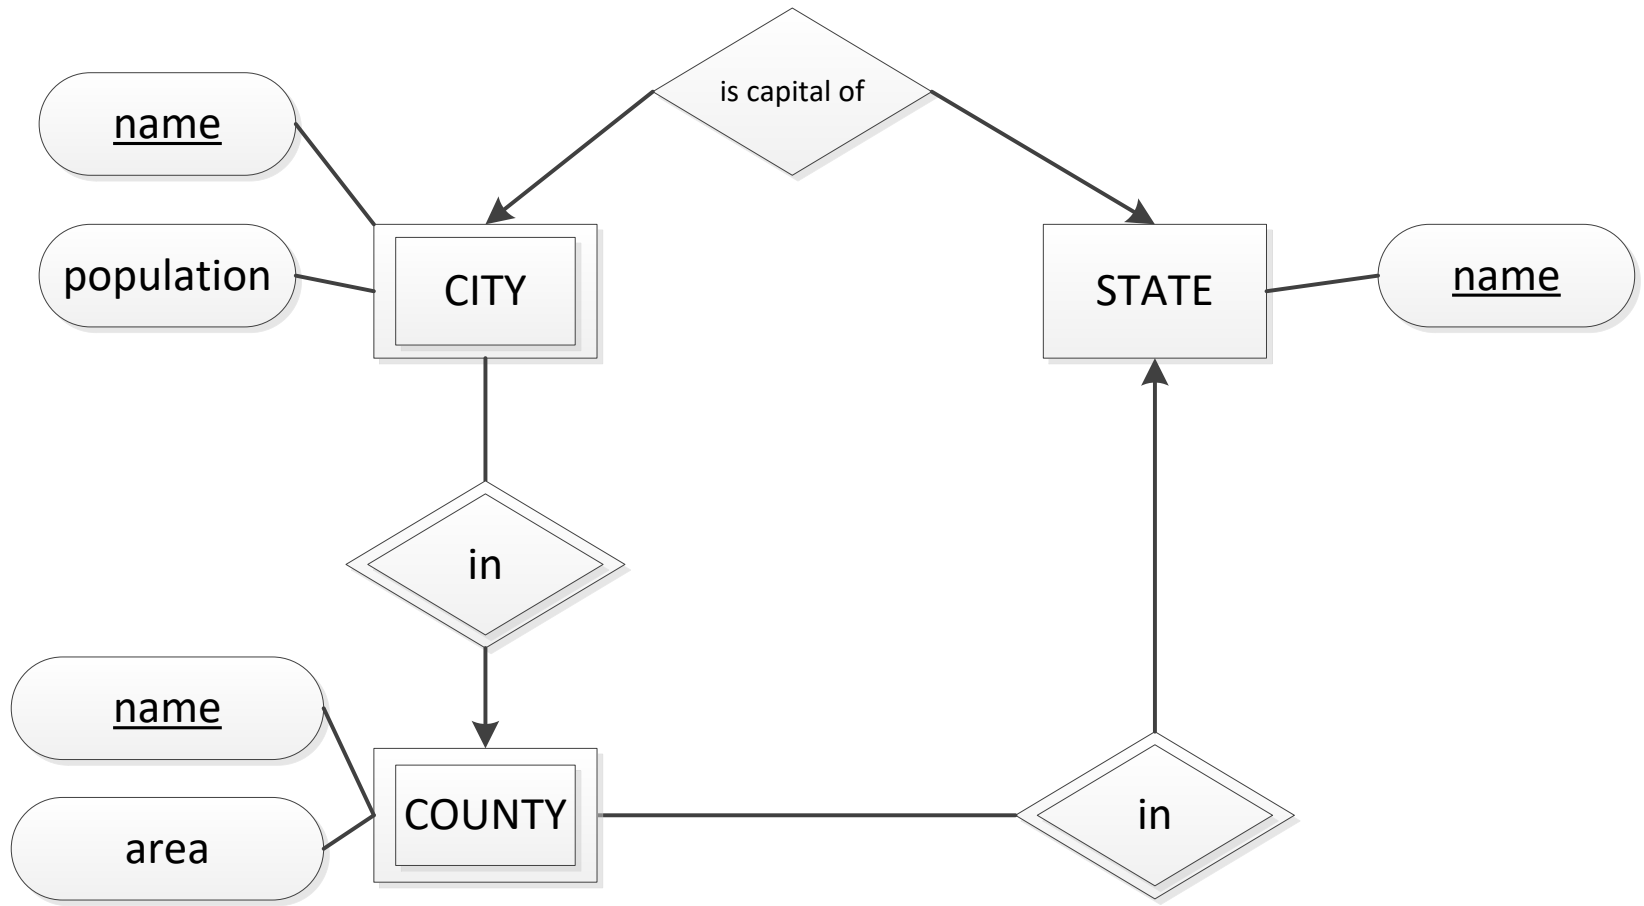 is capital of
name
population
CITY
STATE
name
in
name
COUNTY
area
in